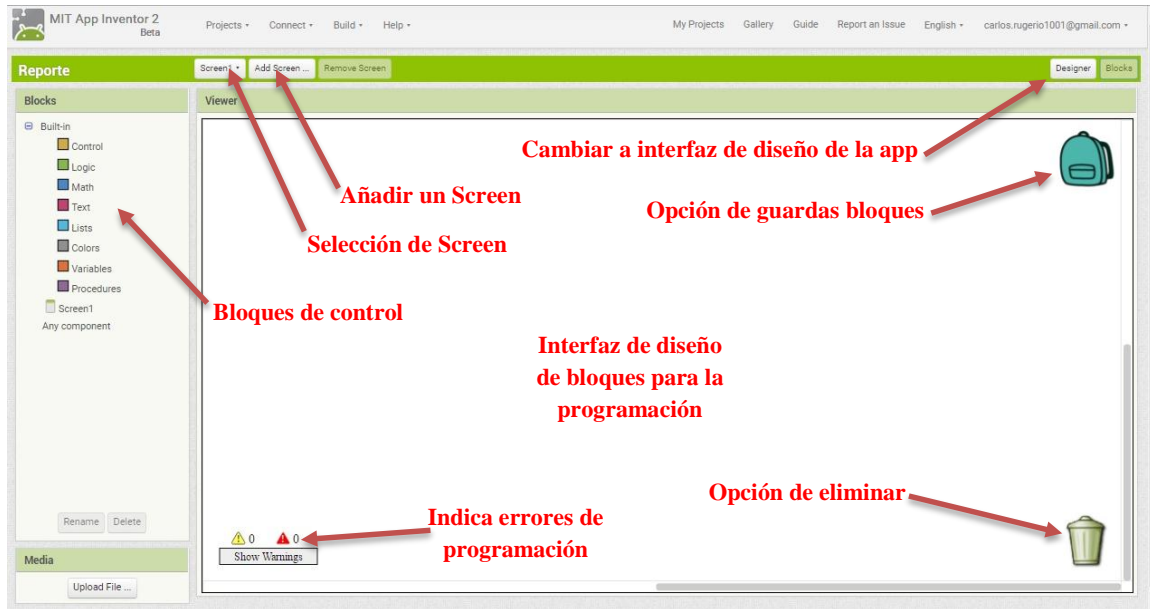 MIT App Inventor 2
Beta
Projects
Connect
Build
Help
My Projects
Gallery
Guide
Report an Issue
English
carlos.rugerio1001@gmail.com
Reporte
Screen1
Add Screen ...
Remove Screen
Designer
Blocks
Blocks
Viewer
Built-in
Control
Logic
Math
Text
Lists
Colors
Variables
Procedures
Screen1
Any component
Rename
Delete
Media
Upload File ...
Cambiar a interfaz de diseño de la app
Añadir un Screen
Opción de guardas bloques
Selección de Screen
Bloques de control
Interfaz de diseño
de bloques para la
programación
Opción de eliminar
Indica errores de
programación
0
0
Show Warnings